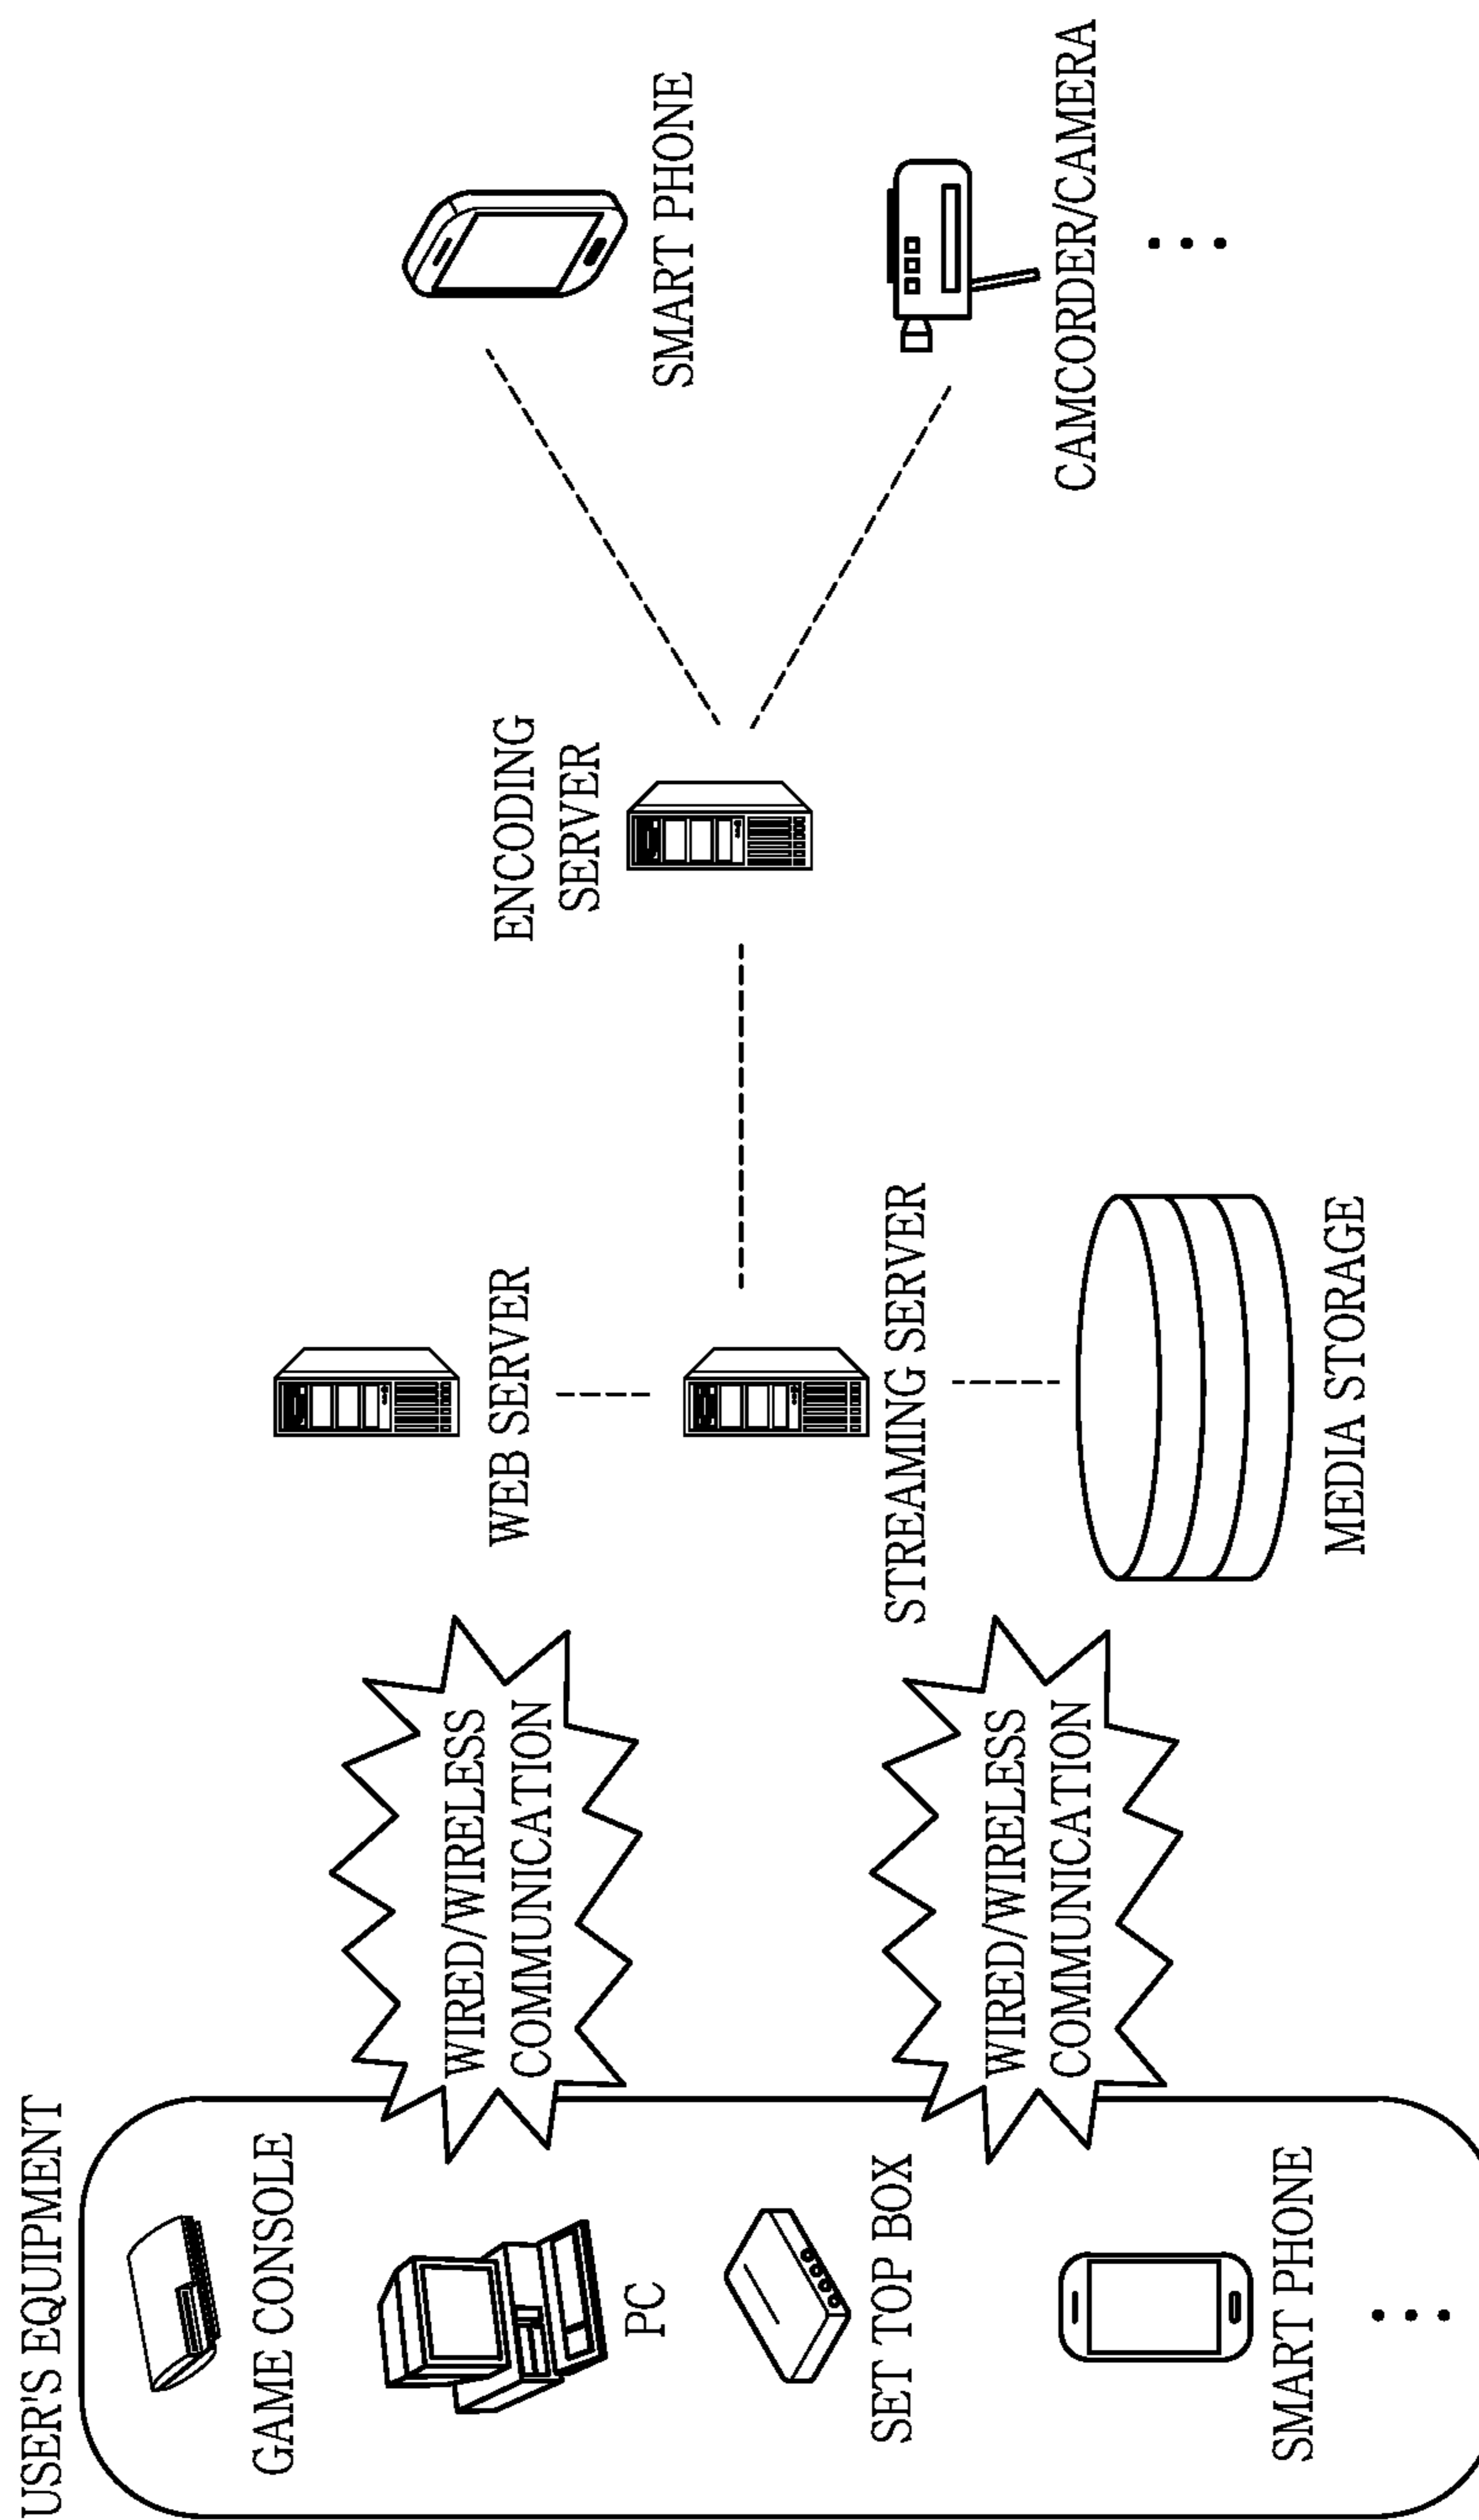 USER'S EQUIPMENT
GAME CONSOLE
PC
SET TOP BOX
SMART PHONE
WIRED/WIRELESS
COMMUNICATION
WIRED/WIRELESS
COMMUNICATION
WEB SERVER
STREAMING SERVER
MEDIA STORAGE
ENCODING
SERVER
SMART PHONE
CAMCORDER/CAMERA